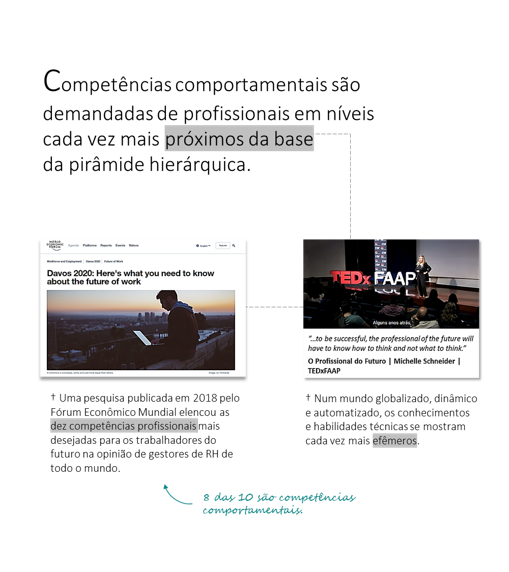 Competências comportamentais são
demandadas de profissionais em níveis
cada vez mais próximos da base
da pirâmide hierárquica.
WORLD
ECONOMIC
FORUM
Agenda Platforms Reports Events Videos
English
Workforce and Employment Davos 2020 Future of Work
Davos 2020: Here's what you need to know
about the future of work
TEDx FAAP
Alguns anos atrás,
"...to be successful, the professional of the future will
have to know how to think and not what to think."
O Profissional do Futuro | Michelle Schneider |
TEDxFAAP
† Uma pesquisa publicada em 2018 pelo
Fórum Econômico Mundial elencou as
dez competências profissionais mais
desejadas para os trabalhadores do
futuro na opinião de gestores de RH de
todo o mundo.
† Num mundo globalizado, dinâmico
e automatizado, os conhecimentos
e habilidades técnicas se mostram
cada vez mais efêmeros.
8 das 10 são competências
comportamentais.